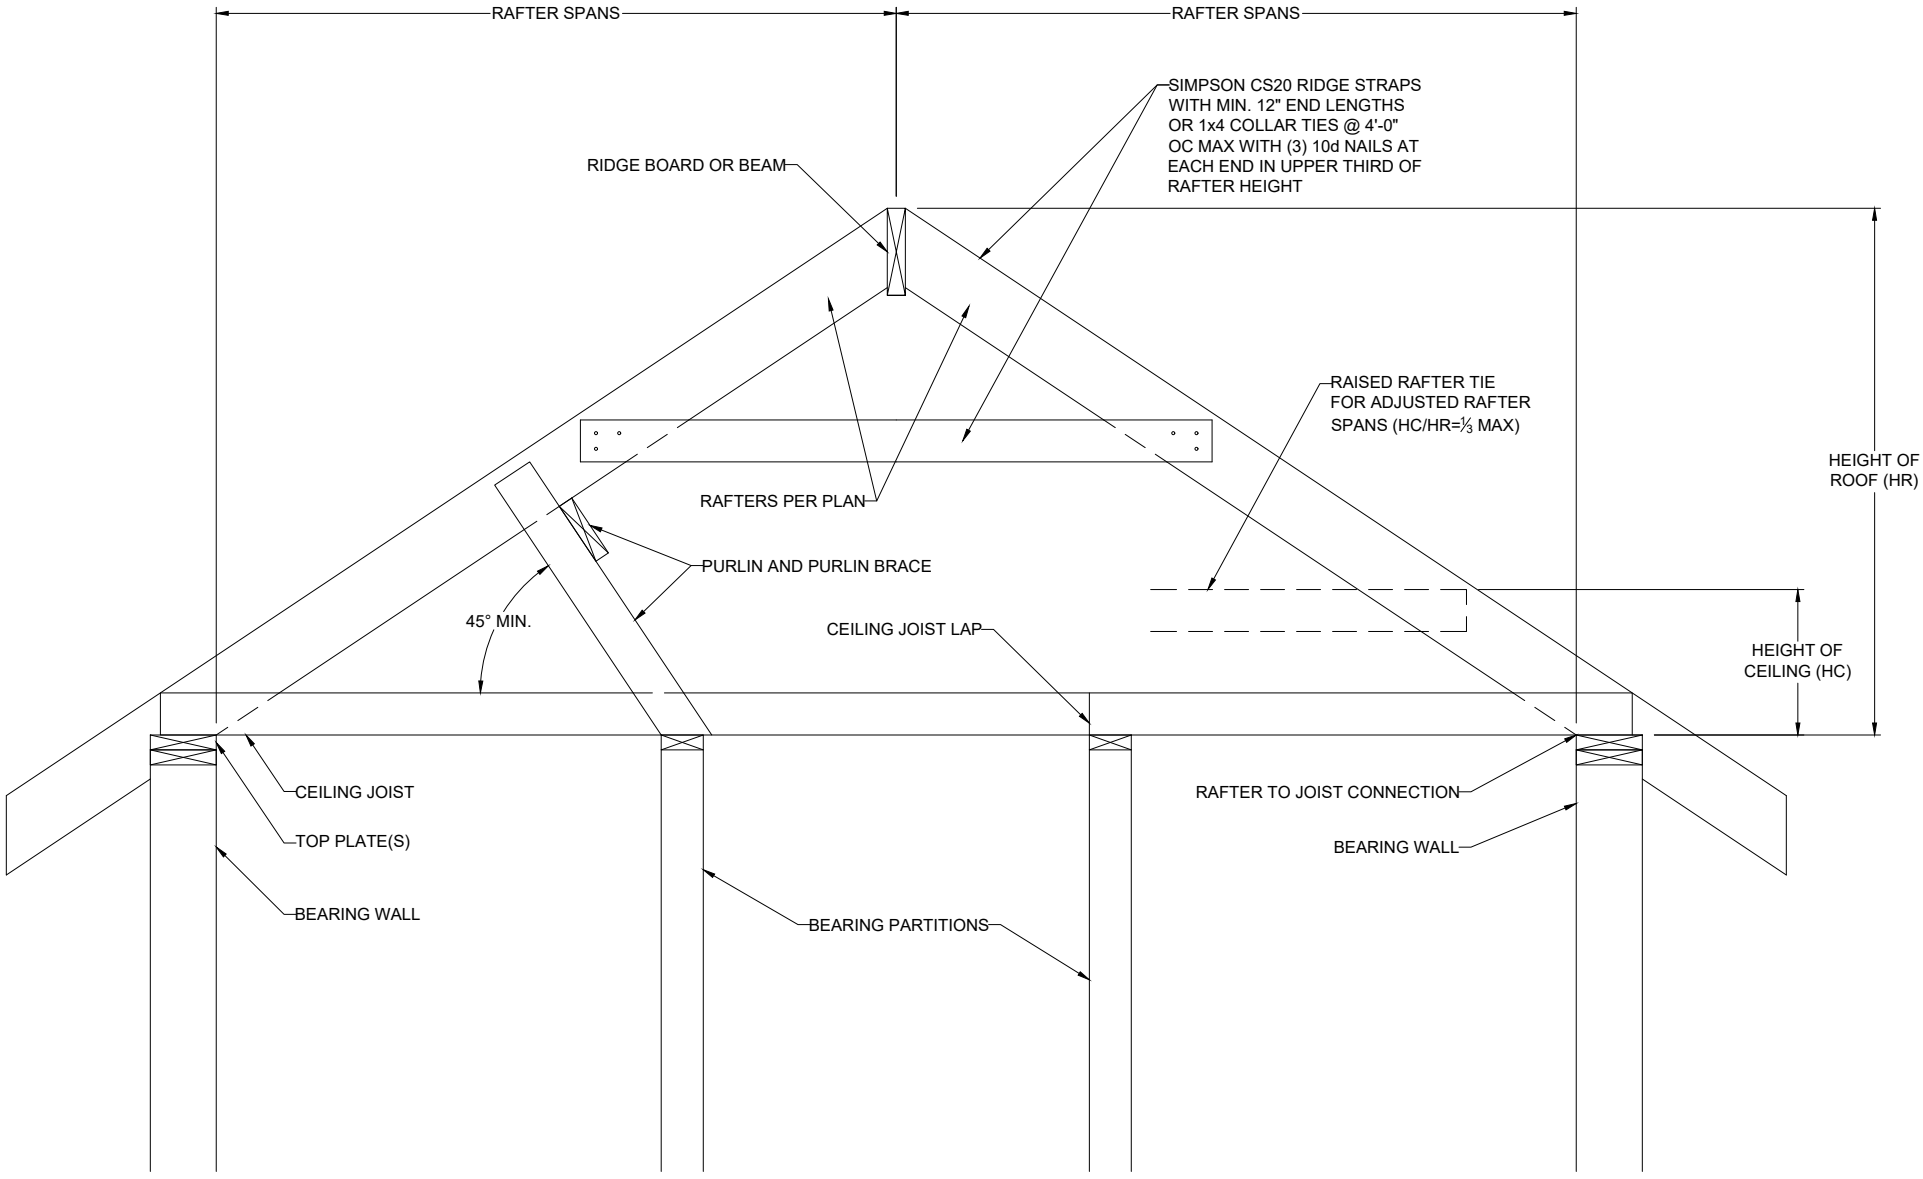 RAFTER SPANS
RAFTER SPANS
SIMPSON CS20 RIDGE STRAPS
WITH MIN. 12" END LENGTHS
OR 1x4 COLLAR TIES @ 4'-0"
OC MAX WITH (3) 10d NAILS AT
EACH END IN UPPER THIRD OF
RAFTER HEIGHT
RIDGE BOARD OR BEAM
RAISED RAFTER TIE
FOR ADJUSTED RAFTER
SPANS (HC/HR=⅓ MAX)
HEIGHT OF
ROOF (HR)
RAFTERS PER PLAN
PURLIN AND PURLIN BRACE
45° MIN.
CEILING JOIST LAP
HEIGHT OF
CEILING (HC)
CEILING JOIST
RAFTER TO JOIST CONNECTION
TOP PLATE(S)
BEARING WALL
BEARING WALL
BEARING PARTITIONS